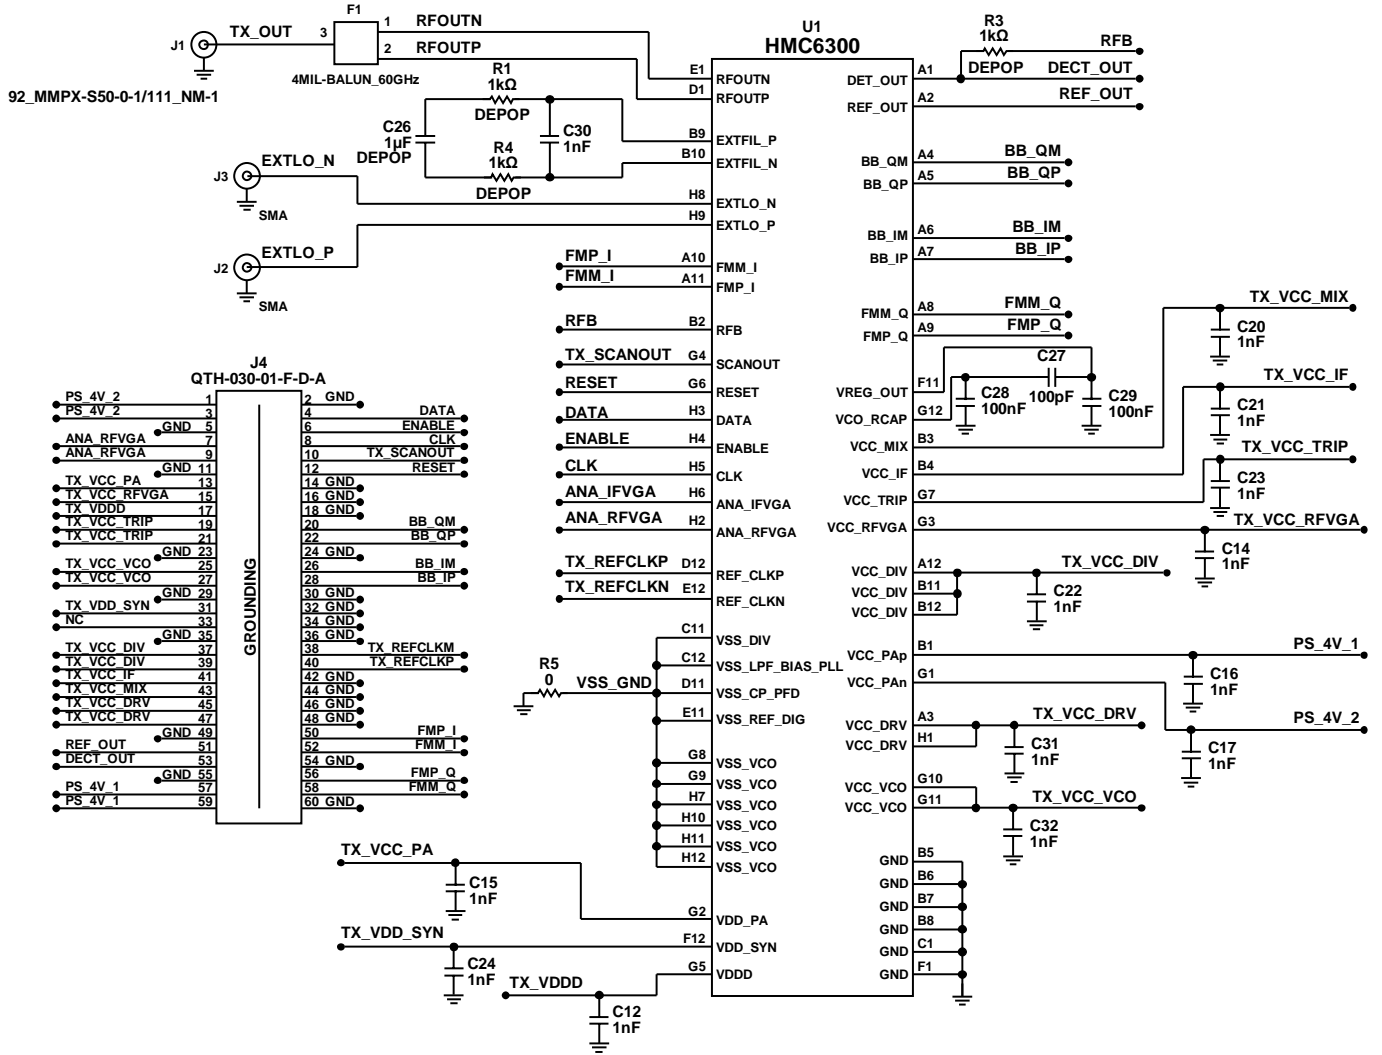 F1
TX_OUT
3
1
RFOUTN
2
RFOUTP
J1
4MIL-BALUN_60GHz
92_MMPX-S50-0-1/111_NM-1
R1
1kΩ
DEPOP
C26
1µF
DEPOP
C30
1nF
R4
1kΩ
DEPOP
EXTLO_N
J3
SMA
EXTLO_P
J2
SMA
U1
HMC6300
E1 RFOUTN
D1 RFOUTP
B9 EXTFIL_P
B10 EXTFIL_N
H8 EXTLO_N
H9 EXTLO_P
FMP_I A10 FMM_I
FMM_I A11 FMP_I
RFB B2 RFB
TX_SCANOUT G4 SCANOUT
RESET G6 RESET
DATA H3 DATA
ENABLE H4 ENABLE
CLK H5 CLK
ANA_IFVGA H6 ANA_IFVGA
ANA_RFVGA H2 ANA_RFVGA
TX_REFCLKP D12 REF_CLKP
TX_REFCLKN E12 REF_CLKN
C11 VSS_DIV
C12 VSS_LPF_BIAS_PLL
R5
0
VSS_GND
D11 VSS_CP_PFD
E11 VSS_REF_DIG
G8 VSS_VCO
G9 VSS_VCO
H7 VSS_VCO
H10 VSS_VCO
H11 VSS_VCO
H12 VSS_VCO
TX_VCC_PA
C15
1nF
G2 VDD_PA
TX_VDD_SYN
F12 VDD_SYN
C24
1nF
G5 VDDD
TX_VDDD
C12
1nF
R3
1kΩ
DEPOP
RFB
DET_OUT A1 DECT_OUT
REF_OUT A2 REF_OUT
BB_QM A4 BB_QM
BB_QP A5 BB_QP
BB_IM A6 BB_IM
BB_IP A7 BB_IP
FMM_Q A8 FMM_Q
FMP_Q A9 FMP_Q
TX_VCC_MIX
C20
1nF
C27
100pF
C28
100nF
C29
100nF
VREG_OUT F11
VCO_RCAP G12
TX_VCC_IF
C21
1nF
VCC_MIX B3
VCC_IF B4
TX_VCC_TRIP
C23
1nF
VCC_TRIP G7
VCC_RFVGA G3 TX_VCC_RFVGA
C14
1nF
VCC_DIV A12 TX_VCC_DIV
VCC_DIV B11
VCC_DIV B12
C22
1nF
VCC_PAp B1 PS_4V_1
C16
1nF
VCC_PAn G1
PS_4V_2
C17
1nF
VCC_DRV A3 TX_VCC_DRV
VCC_DRV H1
C31
1nF
VCC_VCO G10
VCC_VCO G11 TX_VCC_VCO
C32
1nF
GND B5
GND B6
GND B7
GND B8
GND C1
GND F1
J4
QTH-030-01-F-D-A
GROUNDING
PS_4V_2 1 2 GND
PS_4V_2 3 4 DATA
GND 5 6 ENABLE
ANA_RFVGA 7 8 CLK
ANA_RFVGA 9 10 TX_SCANOUT
GND 11 12 RESET
TX_VCC_PA 13 14 GND
TX_VCC_RFVGA 15 16 GND
TX_VDDD 17 18 GND
TX_VCC_TRIP 19 20 BB_QM
TX_VCC_TRIP 21 22 BB_QP
GND 23 24 GND
TX_VCC_VCO 25 26 BB_IM
TX_VCC_VCO 27 28 BB_IP
GND 29 30 GND
TX_VDD_SYN 31 32 GND
NC 33 34 GND
GND 35 36 GND
TX_VCC_DIV 37 38 TX_REFCLKM
TX_VCC_DIV 39 40 TX_REFCLKP
TX_VCC_IF 41 42 GND
TX_VCC_MIX 43 44 GND
TX_VCC_DRV 45 46 GND
TX_VCC_DRV 47 48 GND
GND 49 50 FMP_I
REF_OUT 51 52 FMM_I
DECT_OUT 53 54 GND
GND 55 56 FMP_Q
PS_4V_1 57 58 FMM_Q
PS_4V_1 59 60 GND